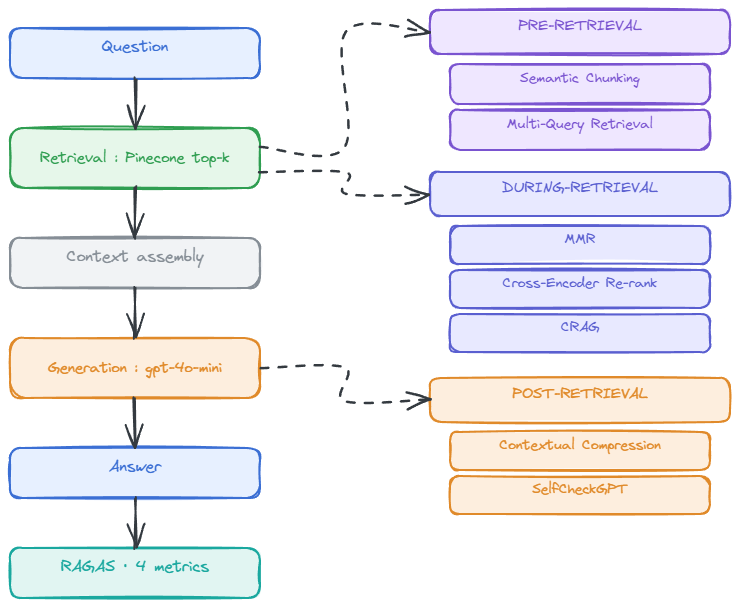 Question
Retrieval : Pinecone top-k
Context assembly
Generation : gpt-4o-mini
Answer
RAGAS · 4 metrics
PRE-RETRIEVAL
Semantic Chunking
Multi-Query Retrieval
DURING-RETRIEVAL
MMR
Cross-Encoder Re-rank
CRAG
POST-RETRIEVAL
Contextual Compression
SelfCheckGPT